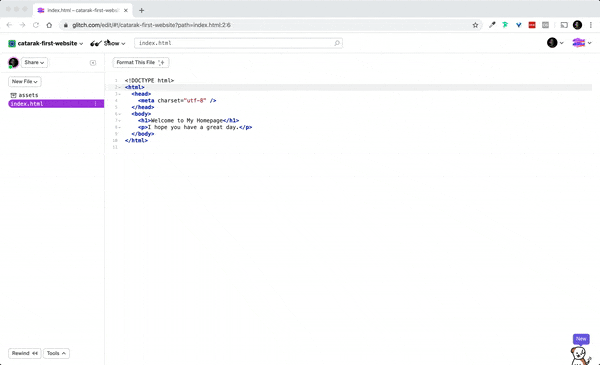 index.html – catarak-first-websit
glitch.com/edit/#!/catarak-first-website?path=index.html:2:6
catarak-first-website
Show
index.html
Share
Format This File
New File
assets
index.html
1 <!DOCTYPE html>
2 <html>
3 <head>
4 <meta charset="utf-8" />
5 </head>
6 <body>
7 <h1>Welcome to My Homepage</h1>
8 <p>I hope you have a great day.</p>
9 </body>
10 </html>
11
New
Rewind
Tools